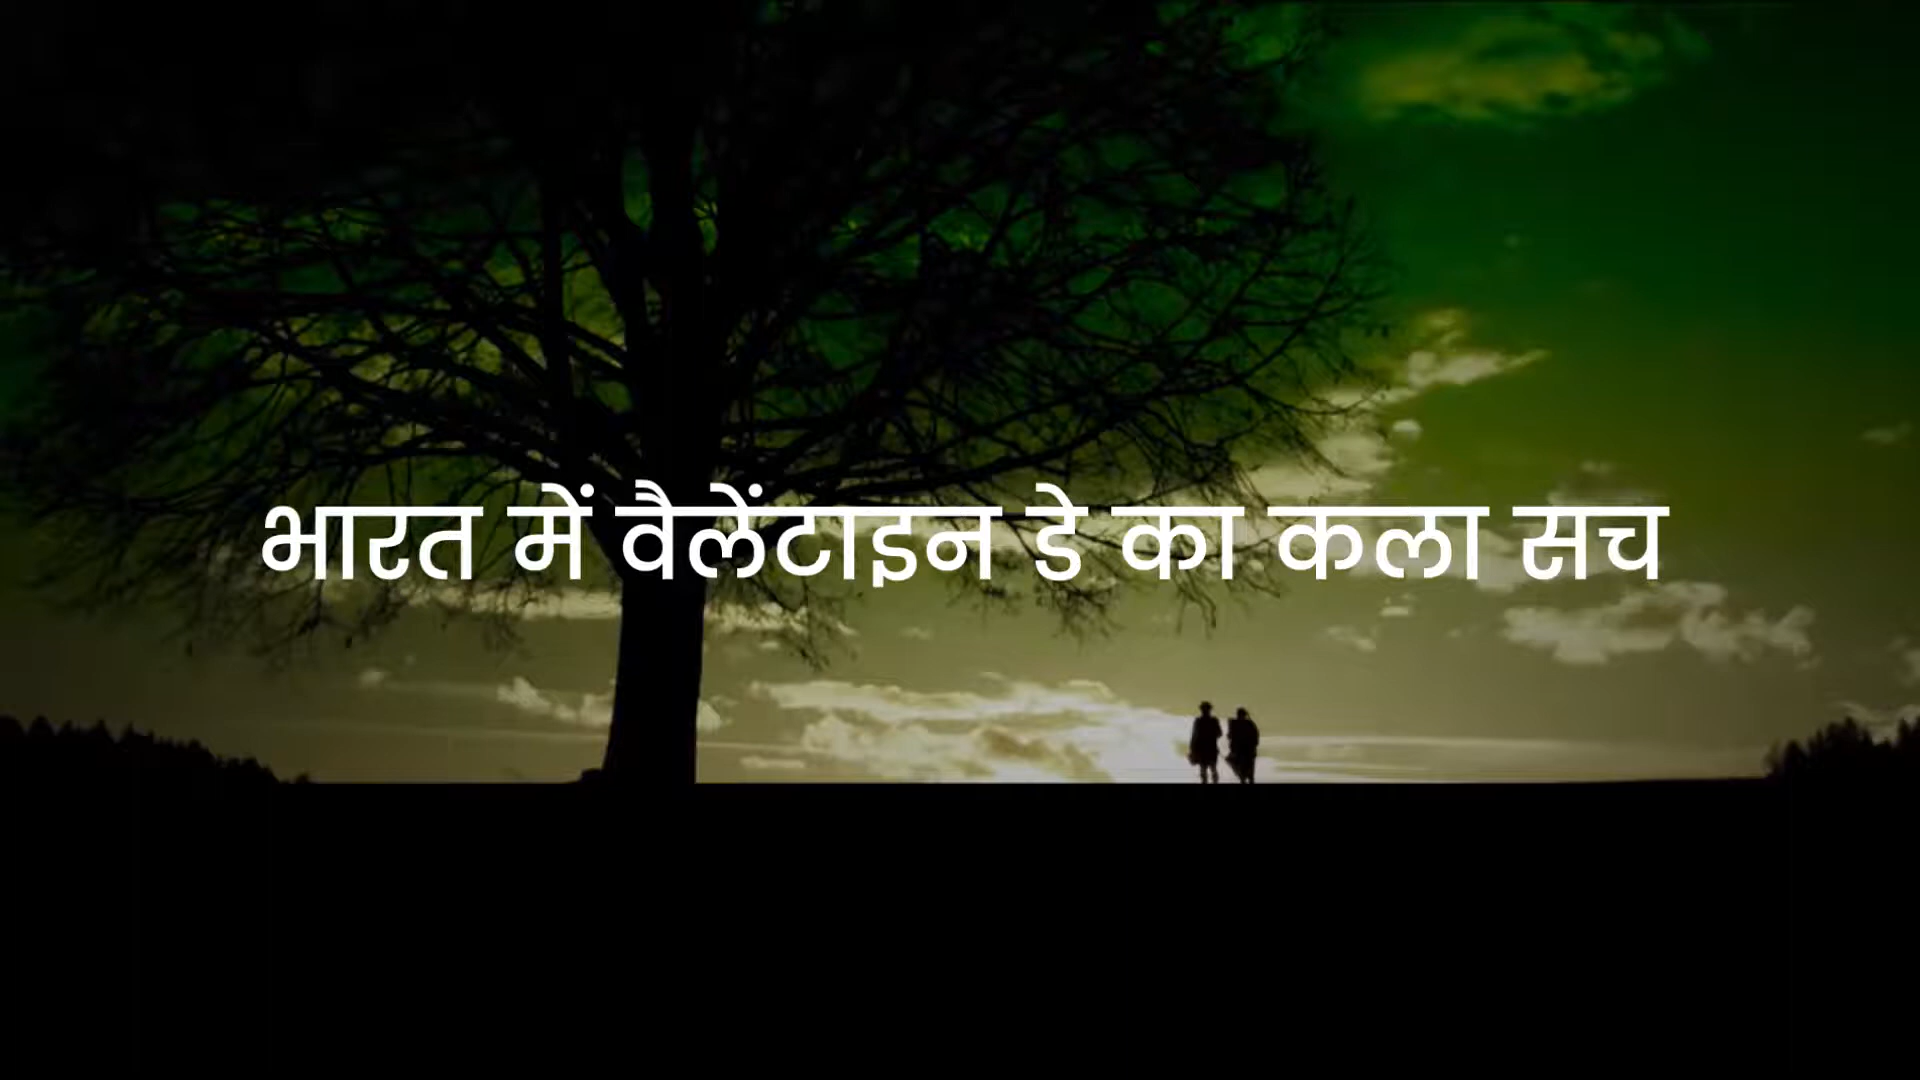 भारत में वैलेंटाइन डे का कला सच